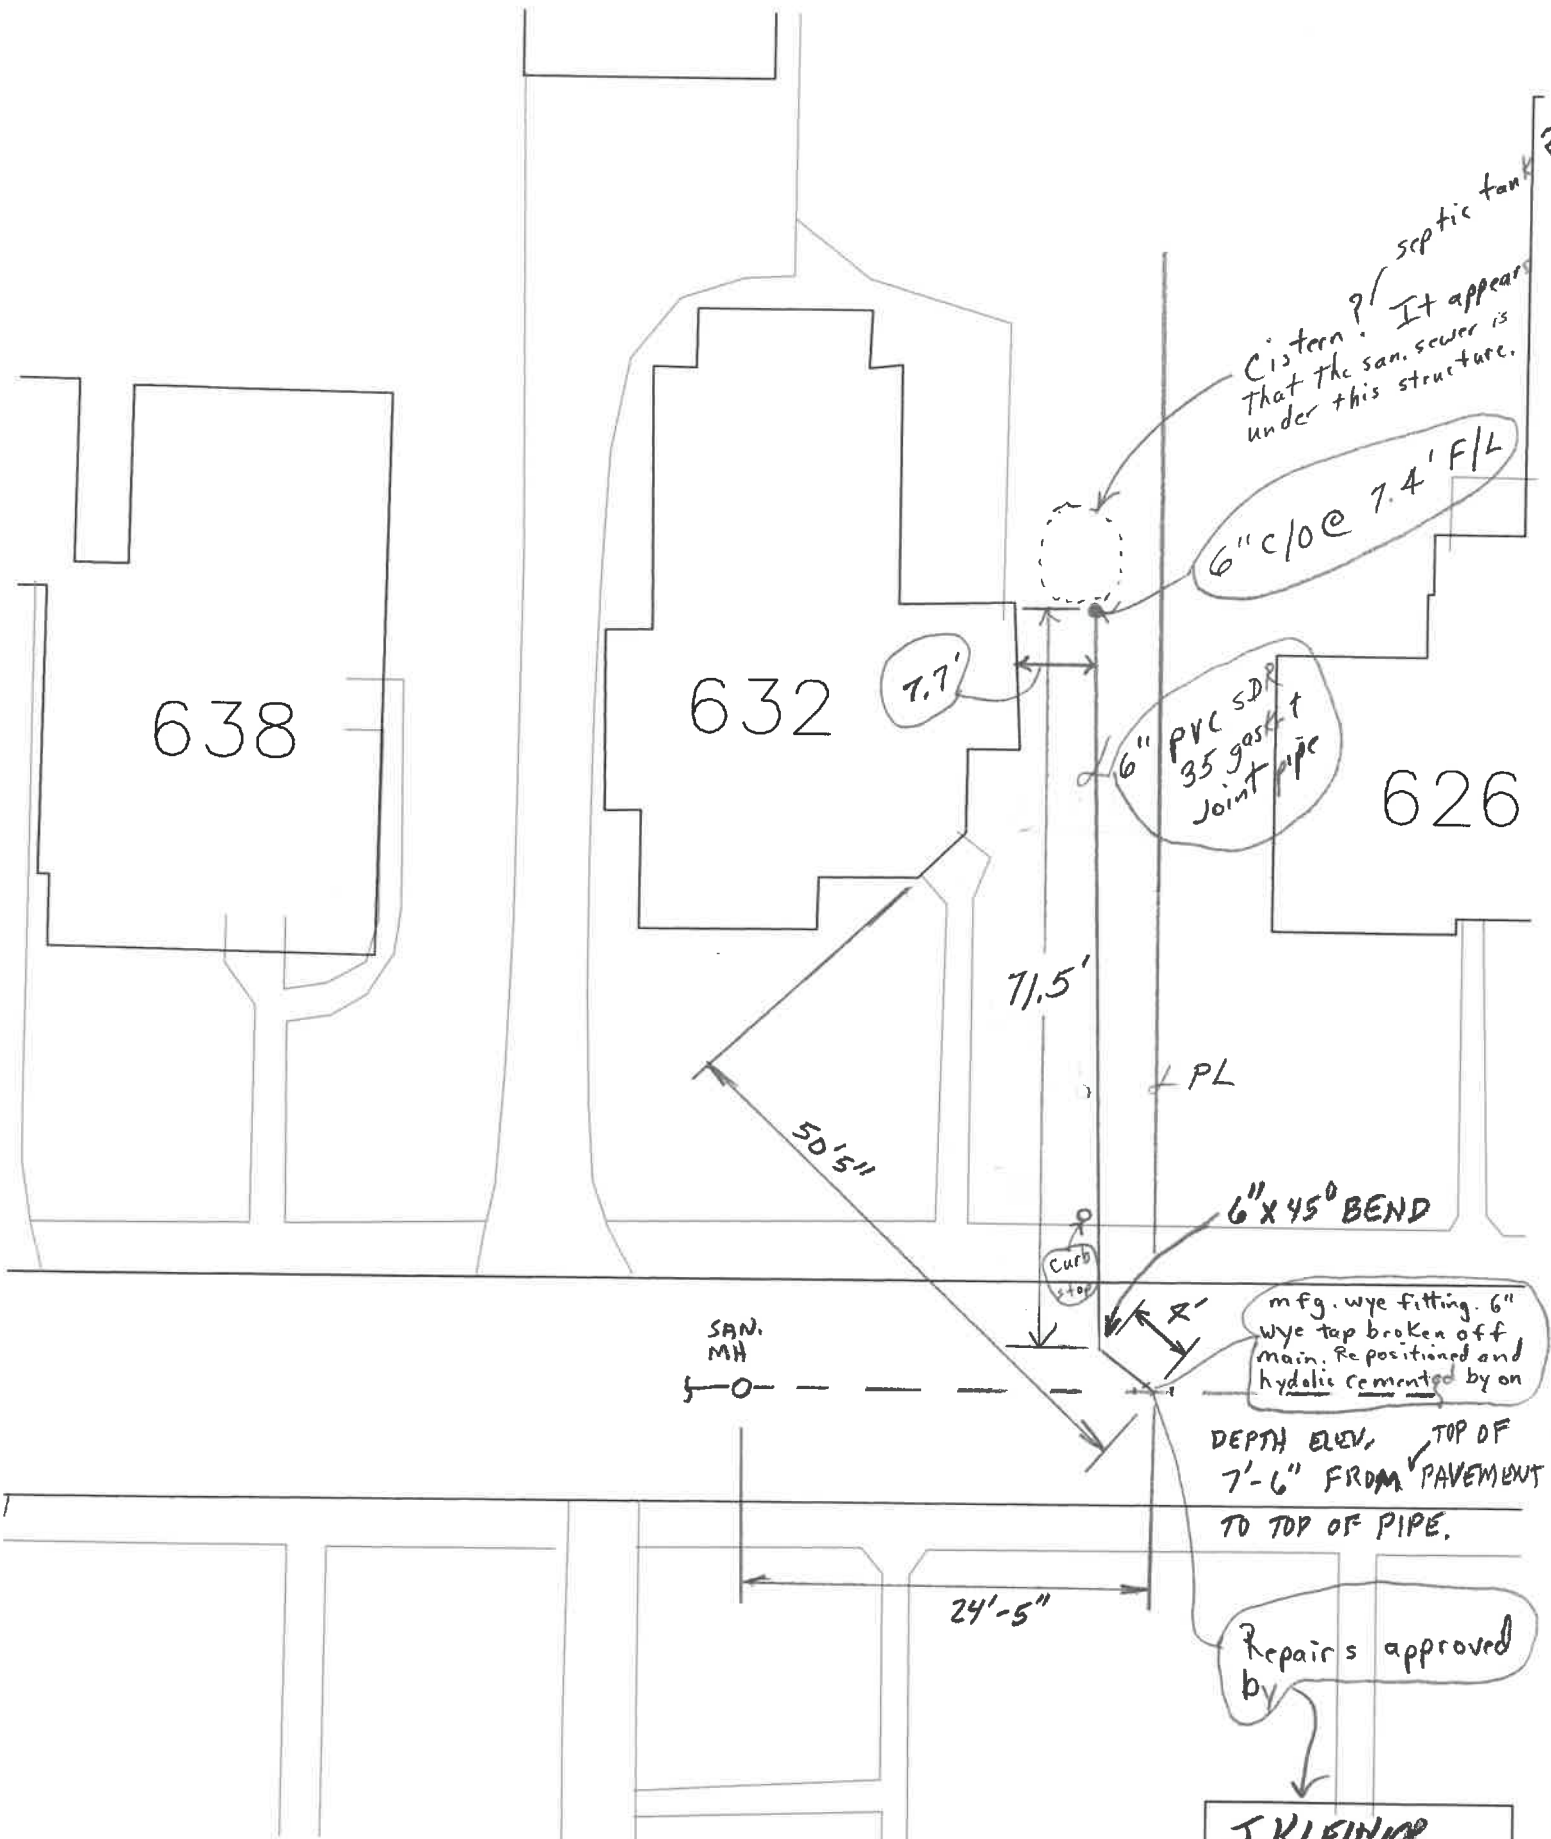 septic tank
Cistern? / It appears
That The san. sewer is
under this structure.
6" C/O @ 7.4' F/L
7.7'
638
632
6" PVC SDR
35 gasket
Joint pipe
626
71.5'
PL
50'5"
6" X 45° BEND
Curb
stop
4'
SAN.
MH
mfg. wye fitting. 6"
wye tap broken off
main. Repositioned and
hydolic cemented by on
DEPTH ELEV. TOP OF
7'-6" FROM PAVEMENT
TO TOP OF PIPE.
24'-5"
Repairs approved
by